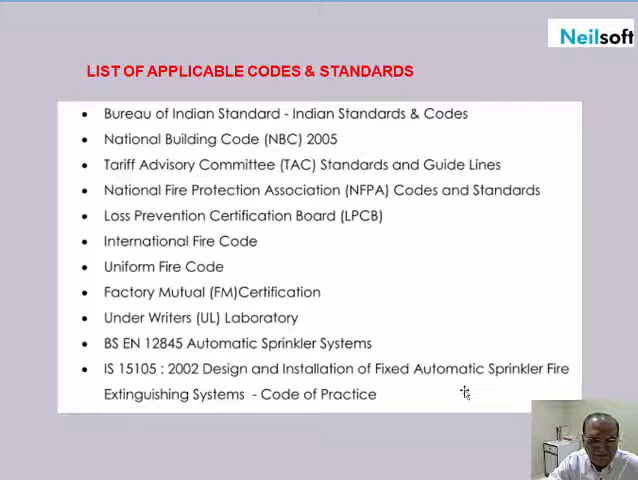 Neilsoft
LIST OF APPLICABLE CODES & STANDARDS
• Bureau of Indian Standard - Indian Standards & Codes
• National Building Code (NBC) 2005
• Tariff Advisory Committee (TAC) Standards and Guide Lines
• National Fire Protection Association (NFPA) Codes and Standards
• Loss Prevention Certification Board (LPCB)
• International Fire Code
• Uniform Fire Code
• Factory Mutual (FM)Certification
• Under Writers (UL) Laboratory
• BS EN 12845 Automatic Sprinkler Systems
• IS 15105 : 2002 Design and Installation of Fixed Automatic Sprinkler Fire
Extinguishing Systems - Code of Practice